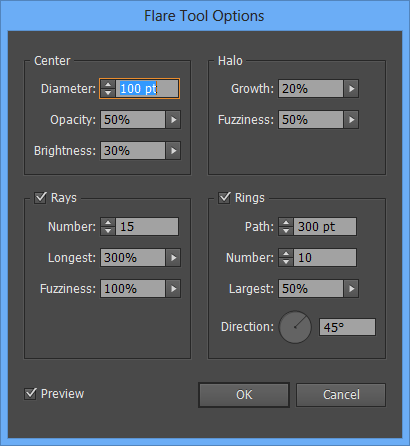 Flare Tool Options
Center
Diameter: 100 pt
Opacity: 50%
Brightness: 30%
Halo
Growth: 20%
Fuzziness: 50%
Rays
Number: 15
Longest: 300%
Fuzziness: 100%
Rings
Path: 300 pt
Number: 10
Largest: 50%
Direction: 45°
Preview
OK
Cancel